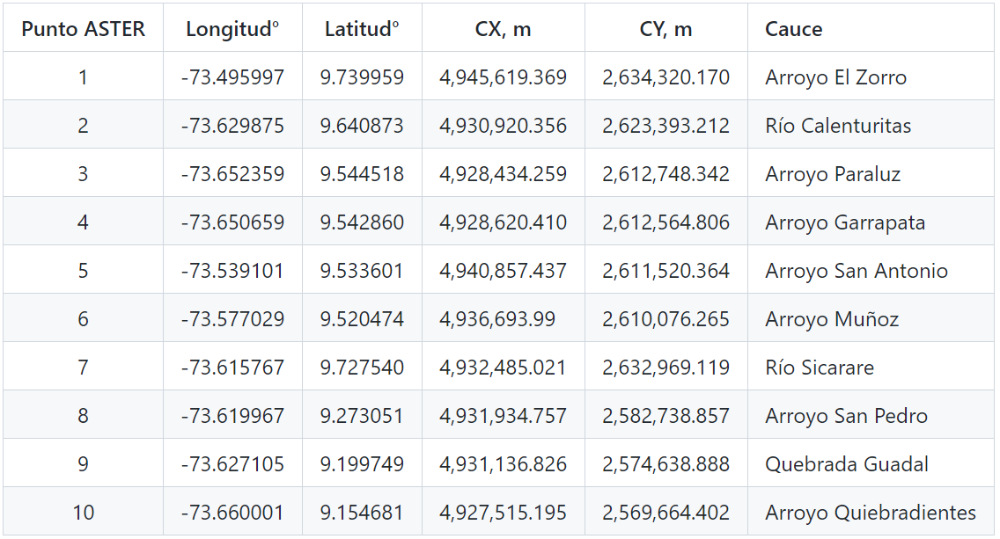 Punto ASTER Longitud° Latitud° CX, m CY, m Cauce
1 -73.495997 9.739959 4,945,619.369 2,634,320.170 Arroyo El Zorro
2 -73.629875 9.640873 4,930,920.356 2,623,393.212 Río Calenturitas
3 -73.652359 9.544518 4,928,434.259 2,612,748.342 Arroyo Paraluz
4 -73.650659 9.542860 4,928,620.410 2,612,564.806 Arroyo Garrapata
5 -73.539101 9.533601 4,940,857.437 2,611,520.364 Arroyo San Antonio
6 -73.577029 9.520474 4,936,693.99 2,610,076.265 Arroyo Muñoz
7 -73.615767 9.727540 4,932,485.021 2,632,969.119 Río Sicarare
8 -73.619967 9.273051 4,931,934.757 2,582,738.857 Arroyo San Pedro
9 -73.627105 9.199749 4,931,136.826 2,574,638.888 Quebrada Guadal
10 -73.660001 9.154681 4,927,515.195 2,569,664.402 Arroyo Quiebradientes